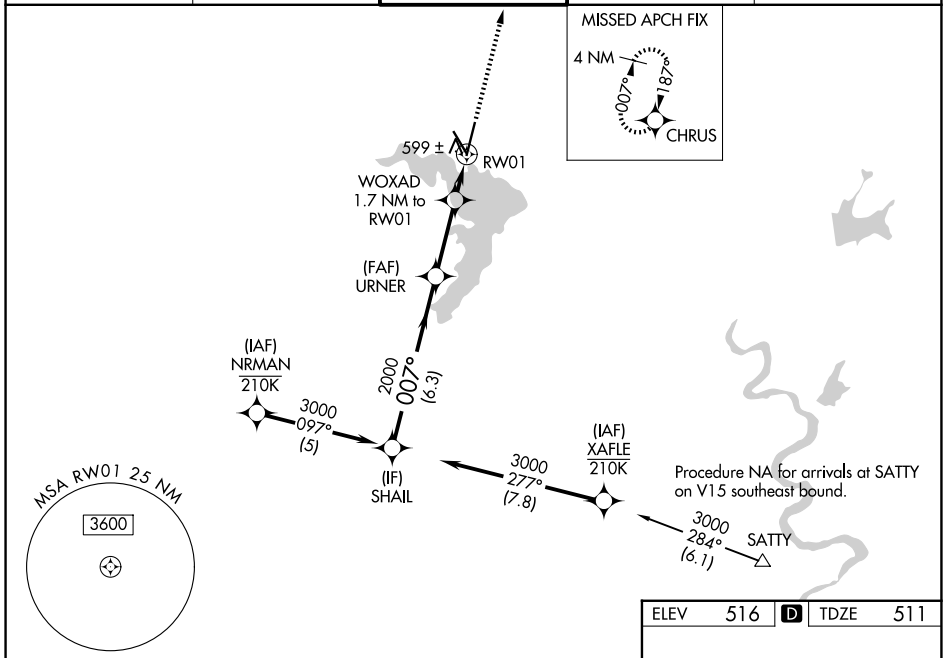 MISSED APCH FIX
4 NM
007°
187°
CHRUS
599 ±
RW01
WOXAD
1.7 NM to
RW01
(FAF)
URNER
2000
007°
(6.3)
(IAF)
NRMAN
210K
3000
097°
(5)
(IF)
SHAIL
(IAF)
XAFLE
210K
3000
277°
(7.8)
Procedure NA for arrivals at SATTY
on V15 southeast bound.
3000
284°
(6.1)
SATTY
MSA RW01 25 NM
3600
ELEV 516 D TDZE 511